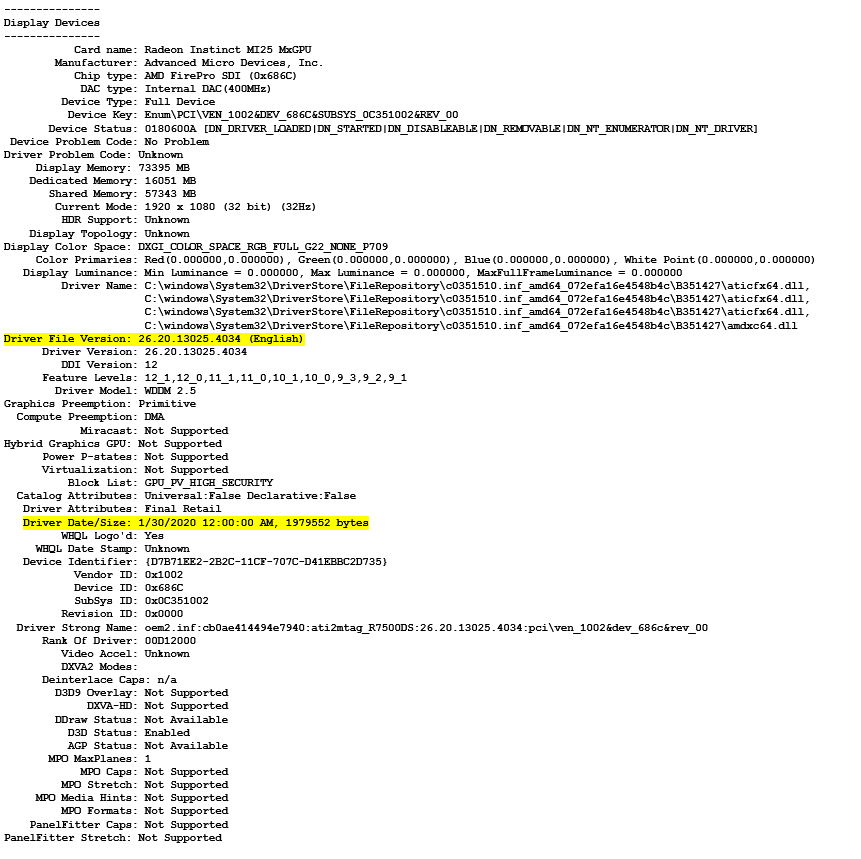 ---------------
Display Devices
---------------
Card name: Radeon Instinct MI25 MxGPU
Manufacturer: Advanced Micro Devices, Inc.
Chip type: AMD FirePro SDI (0x686C)
DAC type: Internal DAC(400MHz)
Device Type: Full Device
Device Key: Enum\PCI\VEN_1002&DEV_686C&SUBSYS_0C351002&REV_00
Device Status: 0180600A [DN_DRIVER_LOADED|DN_STARTED|DN_DISABLEABLE|DN_REMOVABLE|DN_NT_ENUMERATOR|DN_NT_DRIVER]
Device Problem Code: No Problem
Driver Problem Code: Unknown
Display Memory: 73395 MB
Dedicated Memory: 16051 MB
Shared Memory: 57343 MB
Current Mode: 1920 x 1080 (32 bit) (32Hz)
HDR Support: Unknown
Display Topology: Unknown
Display Color Space: DXGI_COLOR_SPACE_RGB_FULL_G22_NONE_P709
Color Primaries: Red(0.000000,0.000000), Green(0.000000,0.000000), Blue(0.000000,0.000000), White Point(0.000000,0.000000)
Display Luminance: Min Luminance = 0.000000, Max Luminance = 0.000000, MaxFullFrameLuminance = 0.000000
Driver Name: C:\windows\System32\DriverStore\FileRepository\c0351510.inf_amd64_072efa16e4548b4c\B351427\aticfx64.dll,
C:\windows\System32\DriverStore\FileRepository\c0351510.inf_amd64_072efa16e4548b4c\B351427\aticfx64.dll,
C:\windows\System32\DriverStore\FileRepository\c0351510.inf_amd64_072efa16e4548b4c\B351427\aticfx64.dll,
C:\windows\System32\DriverStore\FileRepository\c0351510.inf_amd64_072efa16e4548b4c\B351427\amdxc64.dll
Driver File Version: 26.20.13025.4034 (English)
Driver Version: 26.20.13025.4034
DDI Version: 12
Feature Levels: 12_1,12_0,11_1,11_0,10_1,10_0,9_3,9_2,9_1
Driver Model: WDDM 2.5
Graphics Preemption: Primitive
Compute Preemption: DMA
Miracast: Not Supported
Hybrid Graphics GPU: Not Supported
Power P-states: Not Supported
Virtualization: Not Supported
Block List: GPU_PV_HIGH_SECURITY
Catalog Attributes: Universal:False Declarative:False
Driver Attributes: Final Retail
Driver Date/Size: 1/30/2020 12:00:00 AM, 1979552 bytes
WHQL Logo'd: Yes
WHQL Date Stamp: Unknown
Device Identifier: {D7B71EE2-2B2C-11CF-707C-D41EBBC2D735}
Vendor ID: 0x1002
Device ID: 0x686C
SubSys ID: 0x0C351002
Revision ID: 0x0000
Driver Strong Name: oem2.inf:cb0ae414494e7940:ati2mtag_R7500DS:26.20.13025.4034:pci\ven_1002&dev_686c&rev_00
Rank Of Driver: 00D12000
Video Accel: Unknown
DXVA2 Modes:
Deinterlace Caps: n/a
D3D9 Overlay: Not Supported
DXVA-HD: Not Supported
DDraw Status: Not Available
D3D Status: Enabled
AGP Status: Not Available
MPO MaxPlanes: 1
MPO Caps: Not Supported
MPO Stretch: Not Supported
MPO Media Hints: Not Supported
MPO Formats: Not Supported
PanelFitter Caps: Not Supported
PanelFitter Stretch: Not Supported